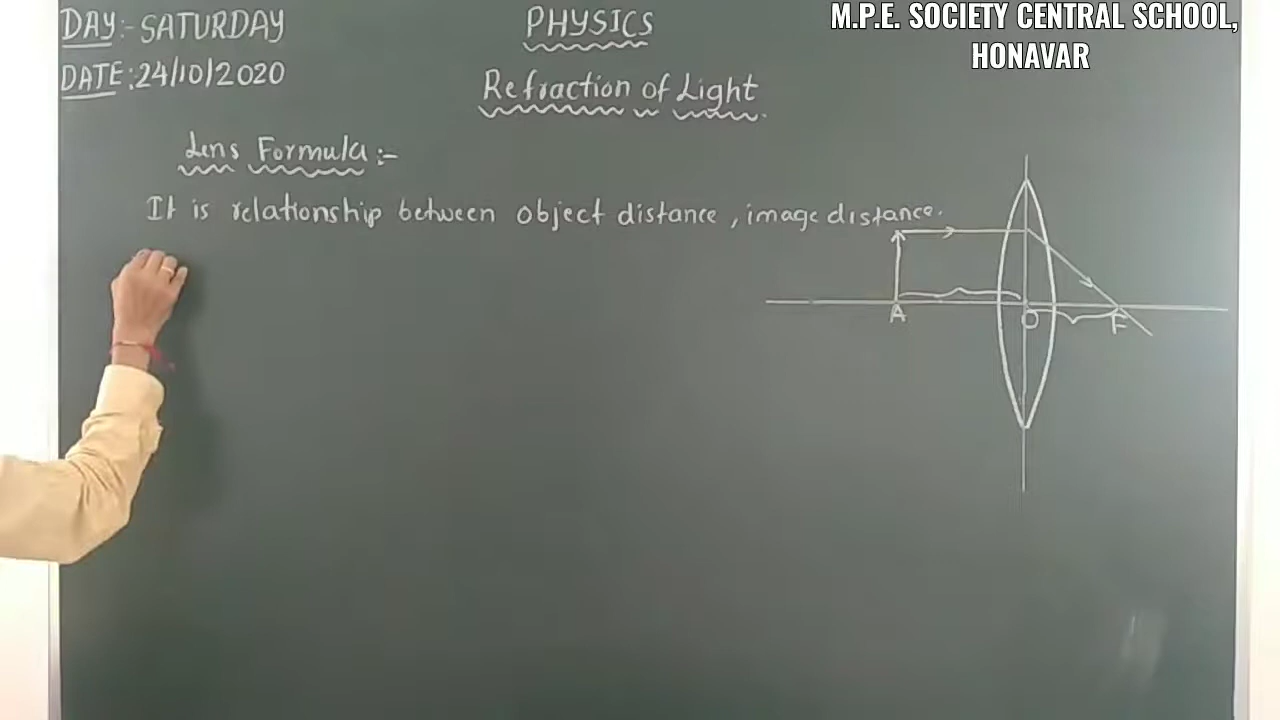 DAY:- SATURDAY
DATE:24/10/2020
PHYSICS
M.P.E. SOCIETY CENTRAL SCHOOL,
HONAVAR
Refraction of Light
Lens Formula:-
It is relationship between object distance, image distance.
A
O
F